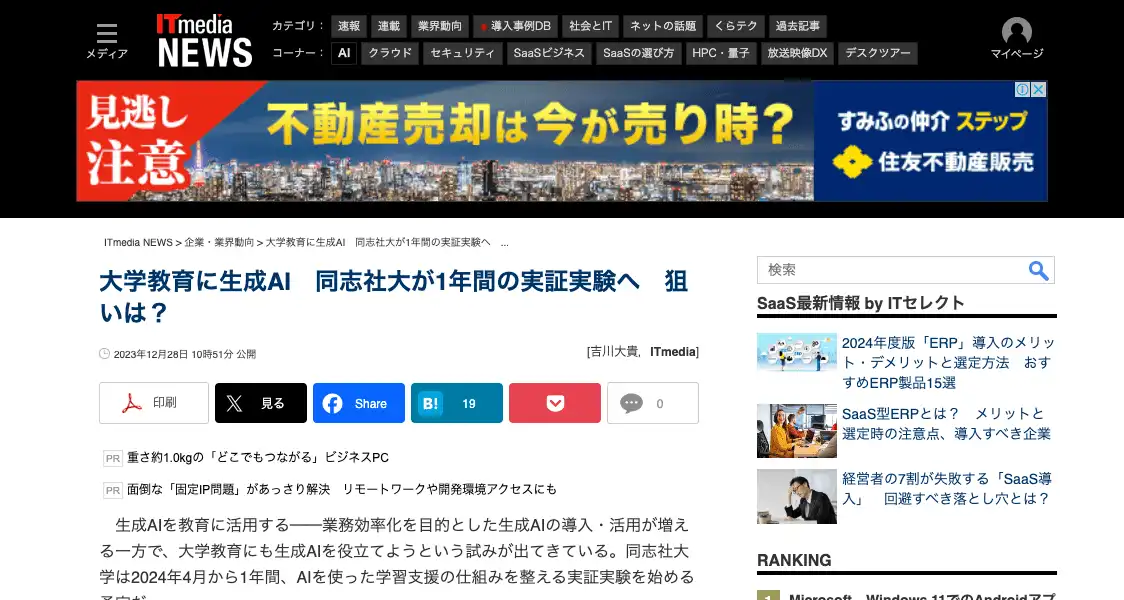 メディア
ITmedia
NEWS
カテゴリ：
速報
連載
業界動向
導入事例DB
社会とIT
ネットの話題
くらテク
過去記事
コーナー：
AI
クラウド
セキュリティ
SaaSビジネス
SaaSの選び方
HPC・量子
放送映像DX
デスクツアー
マイページ
見逃し
注意
不動産売却は今が売り時？
すみふの仲介 ステップ
住友不動産販売
ITmedia NEWS > 企業・業界動向 > 大学教育に生成AI　同志社大が1年間の実証実験へ　...
大学教育に生成AI　同志社大が1年間の実証実験へ　狙
いは？
2023年12月28日 10時51分 公開
[吉川大貴，ITmedia]
印刷
見る
Share
B! 19
0
PR 重さ約1.0kgの「どこでもつながる」ビジネスPC
PR 面倒な「固定IP問題」があっさり解決　リモートワークや開発環境アクセスにも
生成AIを教育に活用する――業務効率化を目的とした生成AIの導入・活用が増え
る一方で、大学教育にも生成AIを役立てようという試みが出てきている。同志社大
学は2024年4月から1年間、AIを使った学習支援の仕組みを整える実証実験を始める
予定だ
検索
SaaS最新情報 by ITセレクト
2024年度版「ERP」導入のメリッ
ト・デメリットと選定方法　おす
すめERP製品15選
SaaS型ERPとは？　メリットと
選定時の注意点、導入すべき企業
経営者の7割が失敗する「SaaS導
入」　回避すべき落とし穴とは？
RANKING
1 Microsoft、Windows 11でのAndroidアプ